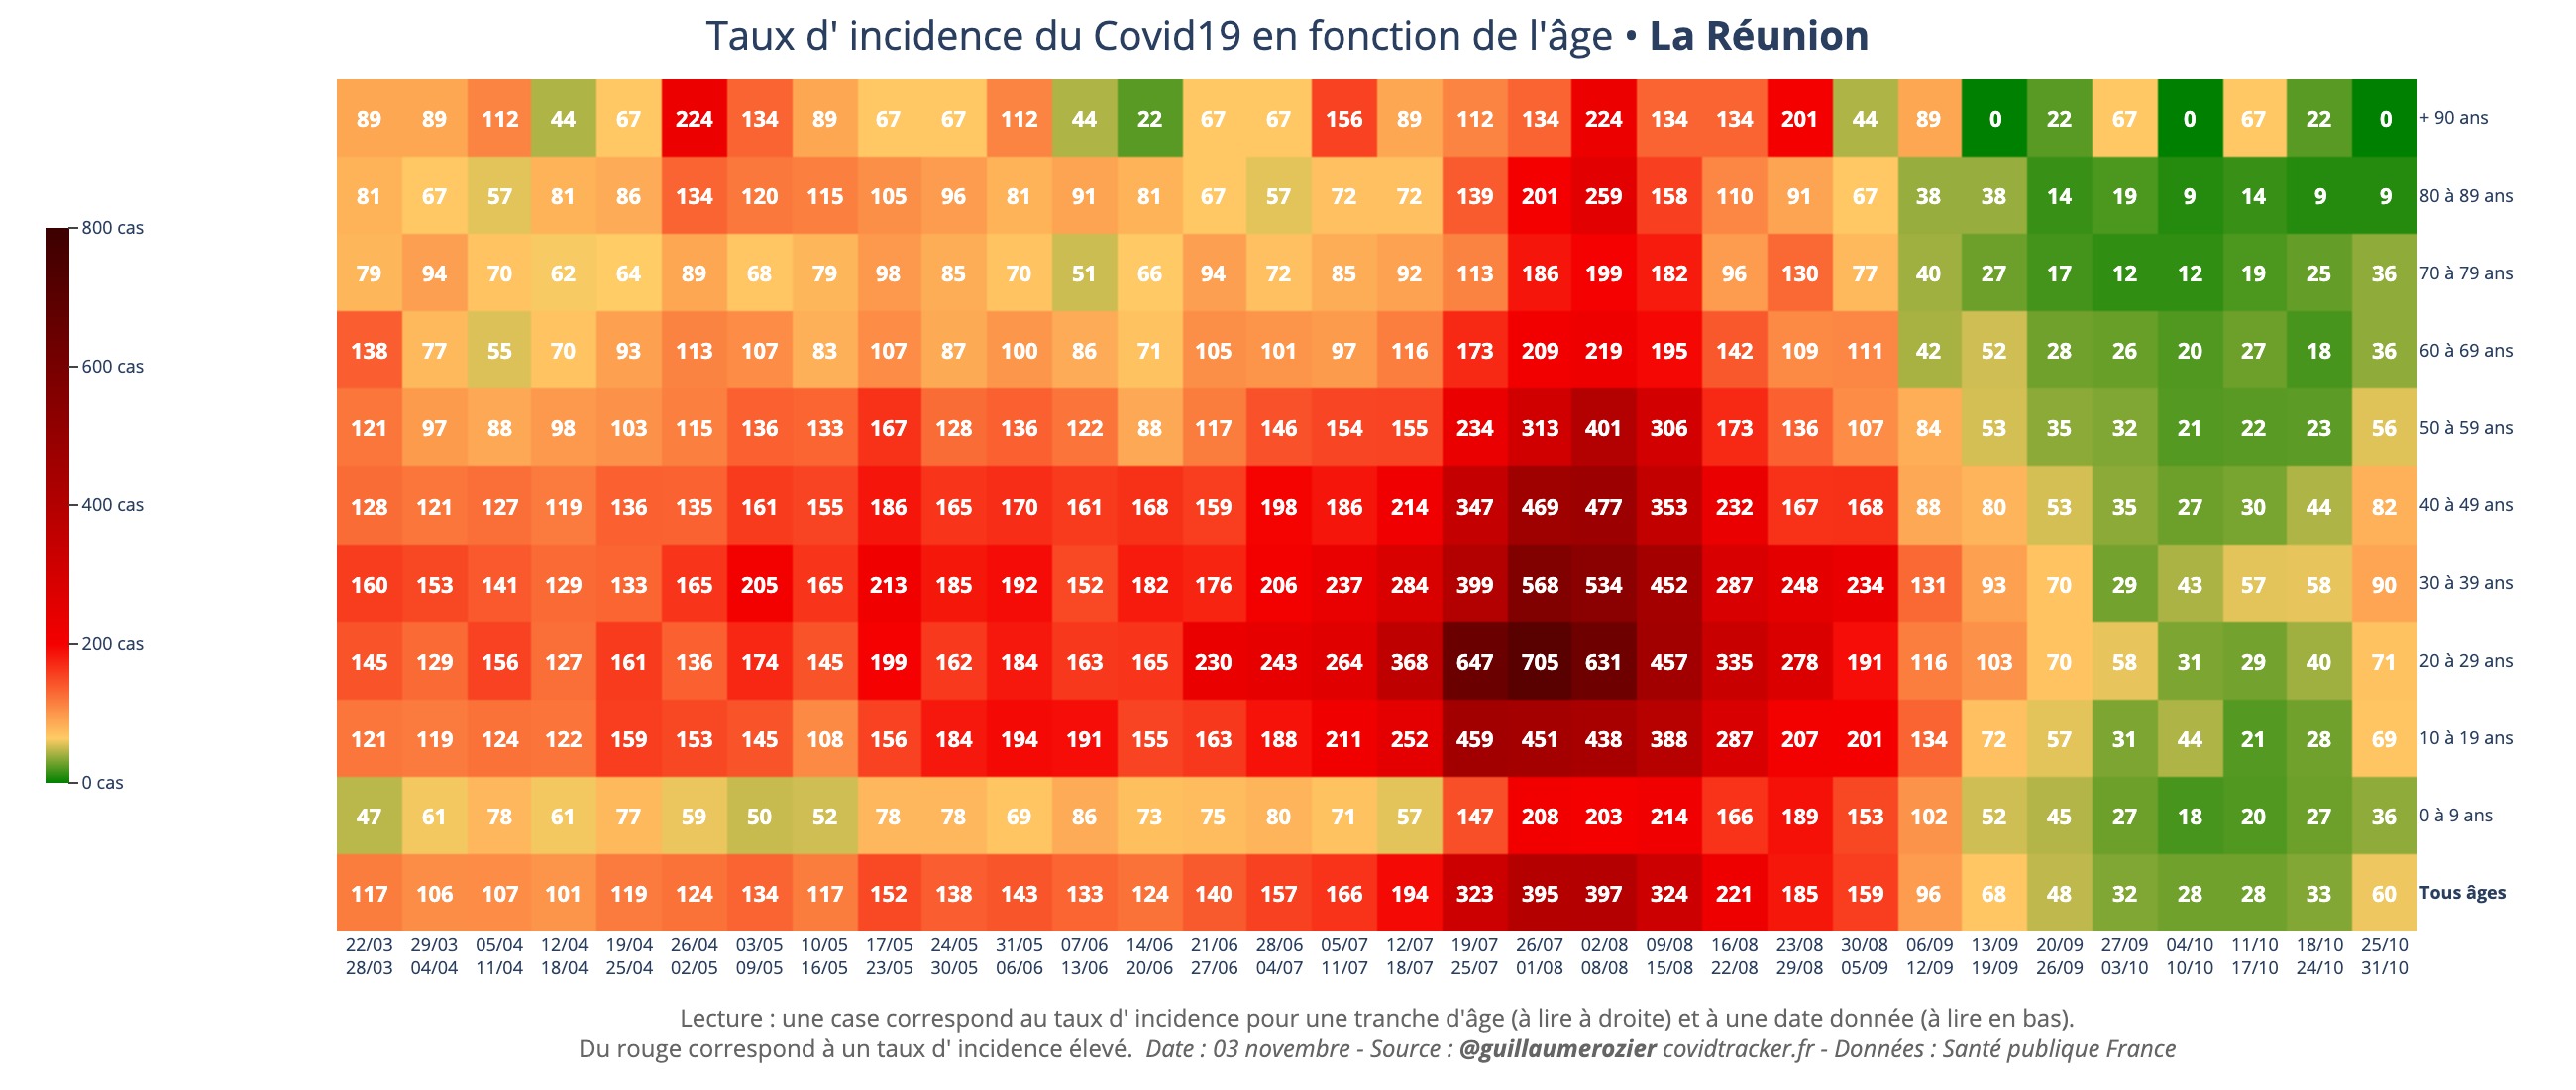 Taux d' incidence du Covid19 en fonction de l'âge • La Réunion
89 89 112 44 67 224 134 89 67 67 112 44 22 67 67 156 89 112 134 224 134 134 201 44 89 0 22 67 0 67 22 0 + 90 ans
81 67 57 81 86 134 120 115 105 96 81 91 81 67 57 72 72 139 201 259 158 110 91 67 38 38 14 19 9 14 9 9 80 à 89 ans
800 cas
79 94 70 62 64 89 68 79 98 85 70 51 66 94 72 85 92 113 186 199 182 96 130 77 40 27 17 12 12 19 25 36 70 à 79 ans
138 77 55 70 93 113 107 83 107 87 100 86 71 105 101 97 116 173 209 219 195 142 109 111 42 52 28 26 20 27 18 36 60 à 69 ans
600 cas
121 97 88 98 103 115 136 133 167 128 136 122 88 117 146 154 155 234 313 401 306 173 136 107 84 53 35 32 21 22 23 56 50 à 59 ans
400 cas
128 121 127 119 136 135 161 155 186 165 170 161 168 159 198 186 214 347 469 477 353 232 167 168 88 80 53 35 27 30 44 82 40 à 49 ans
160 153 141 129 133 165 205 165 213 185 192 152 182 176 206 237 284 399 568 534 452 287 248 234 131 93 70 29 43 57 58 90 30 à 39 ans
200 cas
145 129 156 127 161 136 174 145 199 162 184 163 165 230 243 264 368 647 705 631 457 335 278 191 116 103 70 58 31 29 40 71 20 à 29 ans
121 119 124 122 159 153 145 108 156 184 194 191 155 163 188 211 252 459 451 438 388 287 207 201 134 72 57 31 44 21 28 69 10 à 19 ans
0 cas
47 61 78 61 77 59 50 52 78 78 69 86 73 75 80 71 57 147 208 203 214 166 189 153 102 52 45 27 18 20 27 36 0 à 9 ans
117 106 107 101 119 124 134 117 152 138 143 133 124 140 157 166 194 323 395 397 324 221 185 159 96 68 48 32 28 28 33 60 Tous âges
22/03 29/03 05/04 12/04 19/04 26/04 03/05 10/05 17/05 24/05 31/05 07/06 14/06 21/06 28/06 05/07 12/07 19/07 26/07 02/08 09/08 16/08 23/08 30/08 06/09 13/09 20/09 27/09 04/10 11/10 18/10 25/10
28/03 04/04 11/04 18/04 25/04 02/05 09/05 16/05 23/05 30/05 06/06 13/06 20/06 27/06 04/07 11/07 18/07 25/07 01/08 08/08 15/08 22/08 29/08 05/09 12/09 19/09 26/09 03/10 10/10 17/10 24/10 31/10
Lecture : une case correspond au taux d' incidence pour une tranche d'âge (à lire à droite) et à une date donnée (à lire en bas).
Du rouge correspond à un taux d' incidence élevé. Date : 03 novembre - Source : @guillaumerozier covidtracker.fr - Données : Santé publique France